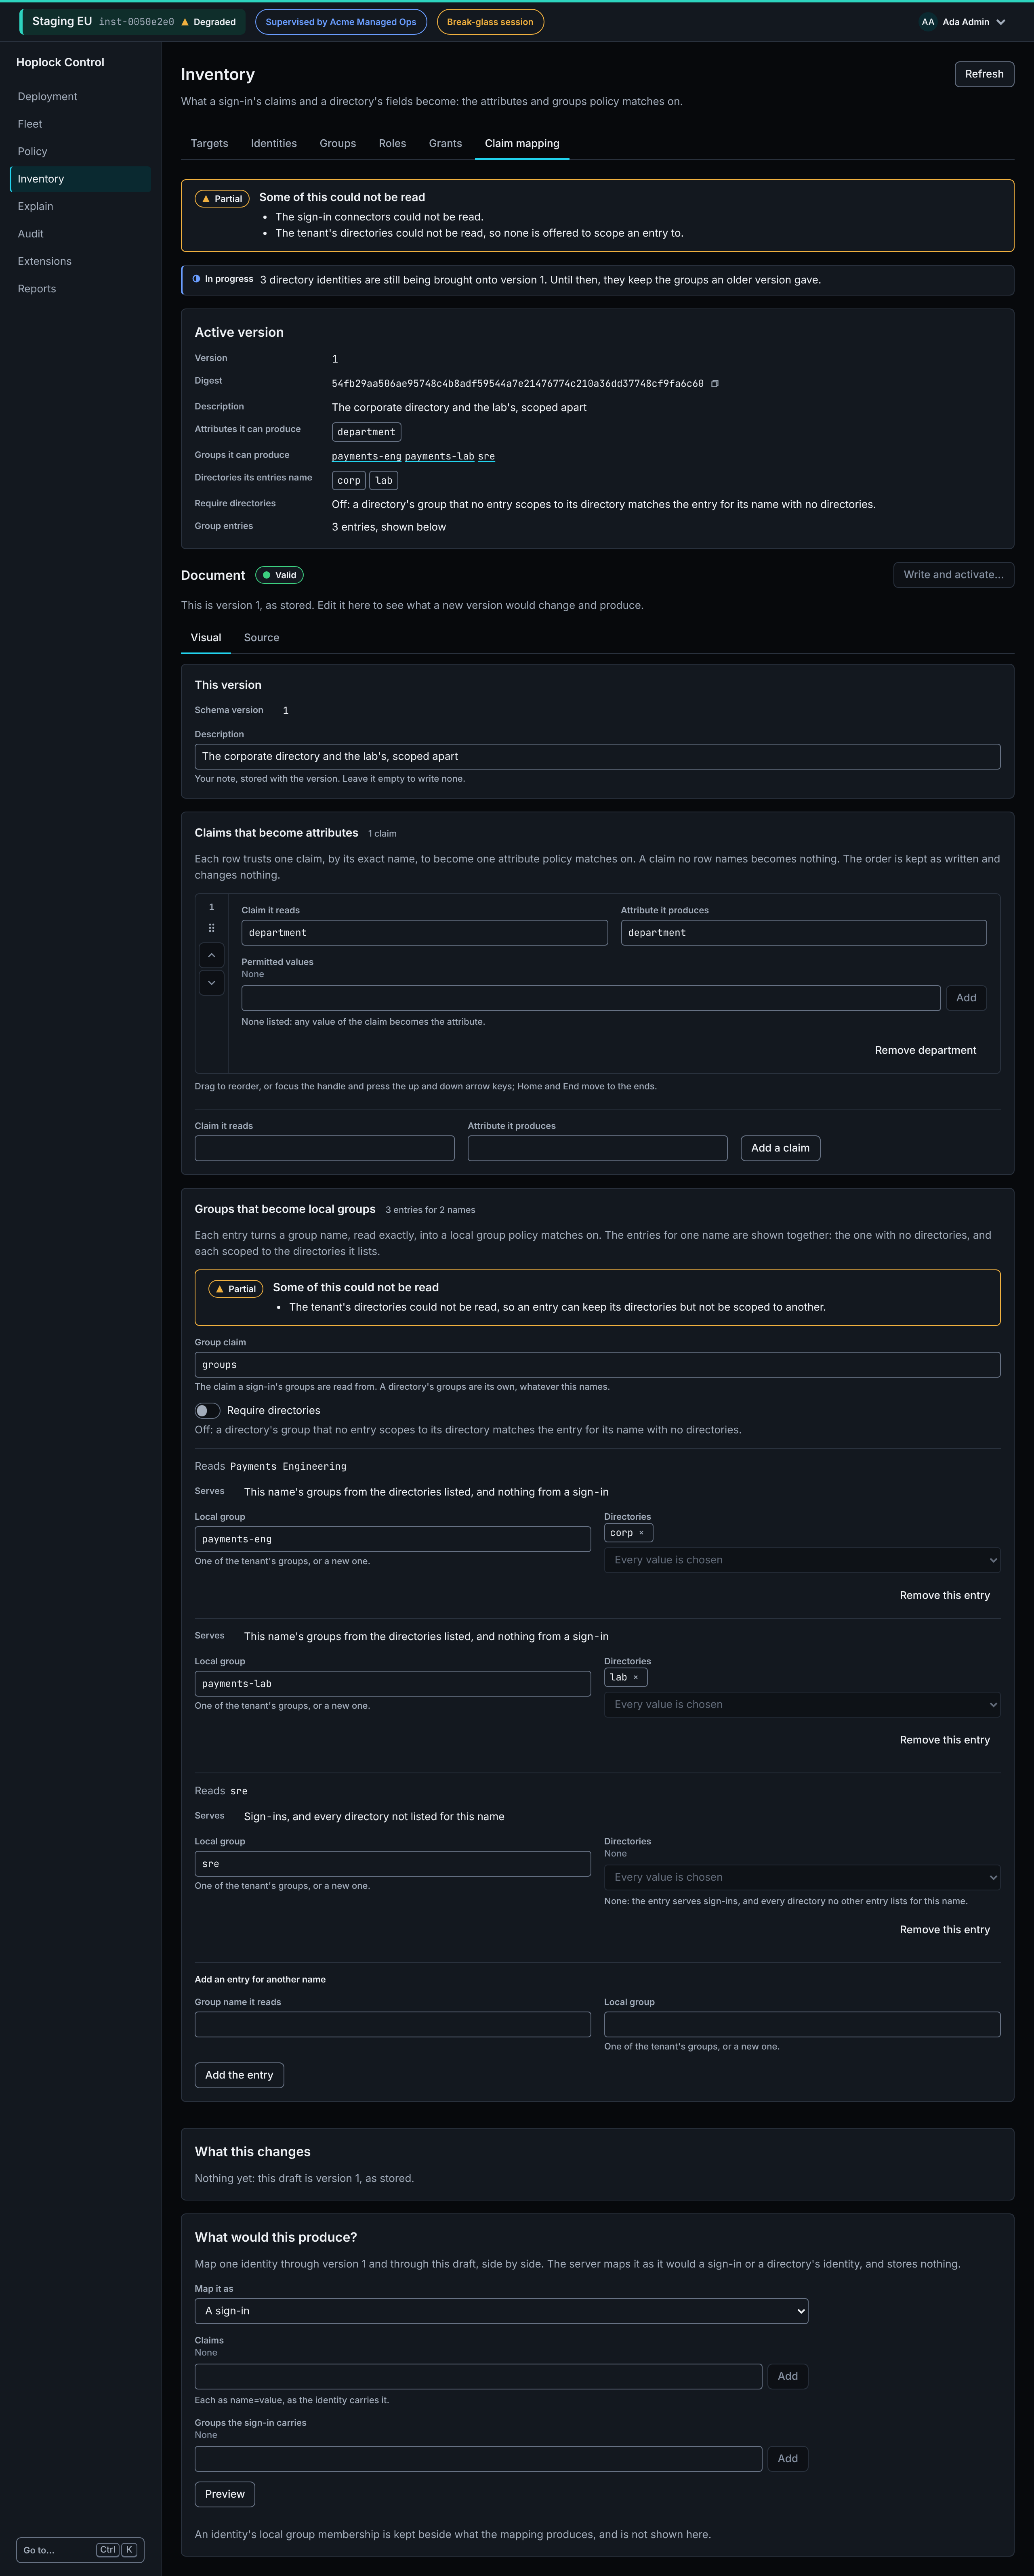 Staging EU inst-0050e2e0 Degraded Supervised by Acme Managed Ops Break-glass session AA Ada Admin
Hoplock Control
Deployment
Fleet
Policy
Inventory
Explain
Audit
Extensions
Reports
Go to... Ctrl K
Inventory
Refresh
What a sign-in's claims and a directory's fields become: the attributes and groups policy matches on.
Targets Identities Groups Roles Grants Claim mapping
Partial Some of this could not be read
The sign-in connectors could not be read.
The tenant's directories could not be read, so none is offered to scope an entry to.
In progress 3 directory identities are still being brought onto version 1. Until then, they keep the groups an older version gave.
Active version
Version 1
Digest 54fb29aa506ae95748c4b8adf59544a7e21476774c210a36dd37748cf9fa6c60
Description The corporate directory and the lab's, scoped apart
Attributes it can produce department
Groups it can produce payments-eng payments-lab sre
Directories its entries name corp lab
Require directories Off: a directory's group that no entry scopes to its directory matches the entry for its name with no directories.
Group entries 3 entries, shown below
Document Valid Write and activate...
This is version 1, as stored. Edit it here to see what a new version would change and produce.
Visual Source
This version
Schema version 1
Description
The corporate directory and the lab's, scoped apart
Your note, stored with the version. Leave it empty to write none.
Claims that become attributes 1 claim
Each row trusts one claim, by its exact name, to become one attribute policy matches on. A claim no row names becomes nothing. The order is kept as written and
changes nothing.
1
Claim it reads Attribute it produces
department department
Permitted values
None
Add
None listed: any value of the claim becomes the attribute.
Remove department
Drag to reorder, or focus the handle and press the up and down arrow keys; Home and End move to the ends.
Claim it reads Attribute it produces
Add a claim
Groups that become local groups 3 entries for 2 names
Each entry turns a group name, read exactly, into a local group policy matches on. The entries for one name are shown together: the one with no directories, and
each scoped to the directories it lists.
Partial Some of this could not be read
The tenant's directories could not be read, so an entry can keep its directories but not be scoped to another.
Group claim
groups
The claim a sign-in's groups are read from. A directory's groups are its own, whatever this names.
Require directories
Off: a directory's group that no entry scopes to its directory matches the entry for its name with no directories.
Reads Payments Engineering
Serves This name's groups from the directories listed, and nothing from a sign-in
Local group Directories
payments-eng corp ×
Every value is chosen
One of the tenant's groups, or a new one.
Remove this entry
Serves This name's groups from the directories listed, and nothing from a sign-in
Local group Directories
payments-lab lab ×
Every value is chosen
One of the tenant's groups, or a new one.
Remove this entry
Reads sre
Serves Sign-ins, and every directory not listed for this name
Local group Directories
None
sre
Every value is chosen
One of the tenant's groups, or a new one.
None: the entry serves sign-ins, and every directory no other entry lists for this name.
Remove this entry
Add an entry for another name
Group name it reads Local group
One of the tenant's groups, or a new one.
Add the entry
What this changes
Nothing yet: this draft is version 1, as stored.
What would this produce?
Map one identity through version 1 and through this draft, side by side. The server maps it as it would a sign-in or a directory's identity, and stores nothing.
Map it as
A sign-in
Claims
None
Add
Each as name=value, as the identity carries it.
Groups the sign-in carries
None
Add
Preview
An identity's local group membership is kept beside what the mapping produces, and is not shown here.